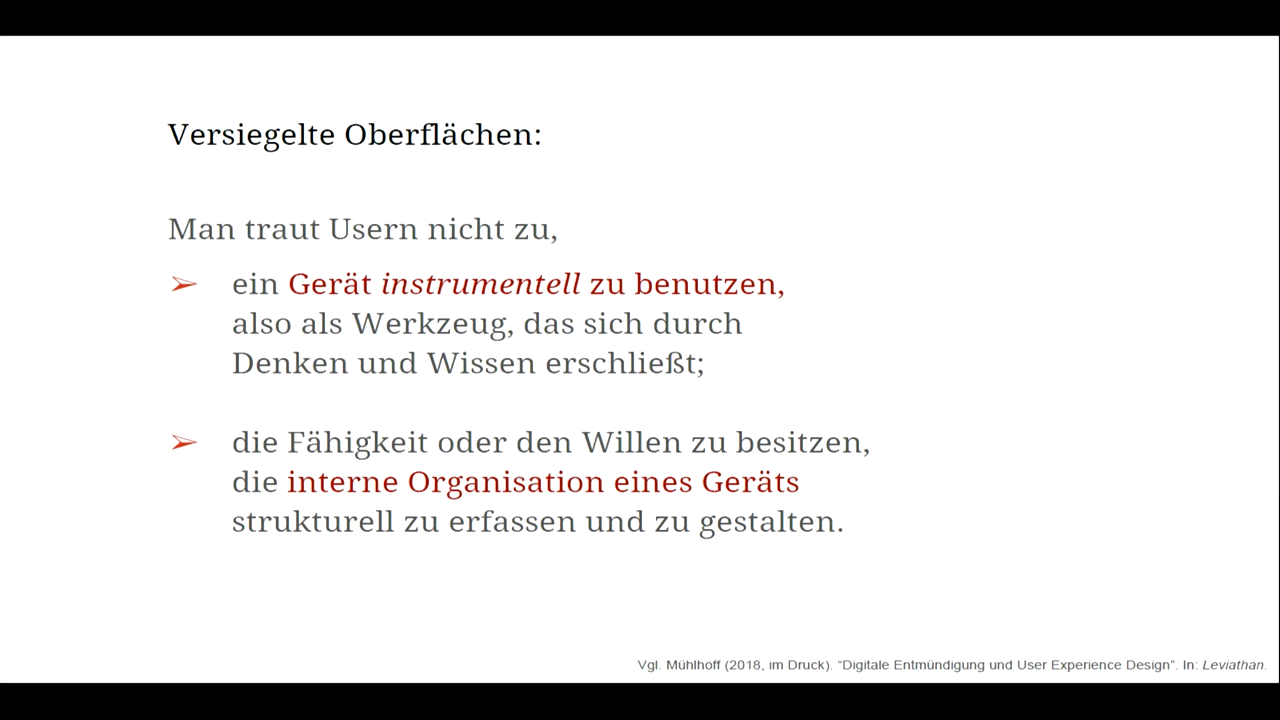 Versiegelte Oberflächen:
Man traut Usern nicht zu,
➢ ein Gerät instrumentell zu benutzen,
also als Werkzeug, das sich durch
Denken und Wissen erschließt;
➢ die Fähigkeit oder den Willen zu besitzen,
die interne Organisation eines Geräts
strukturell zu erfassen und zu gestalten.
Vgl. Mühlhoff (2018, im Druck). "Digitale Entmündigung und User Experience Design". In: Leviathan.